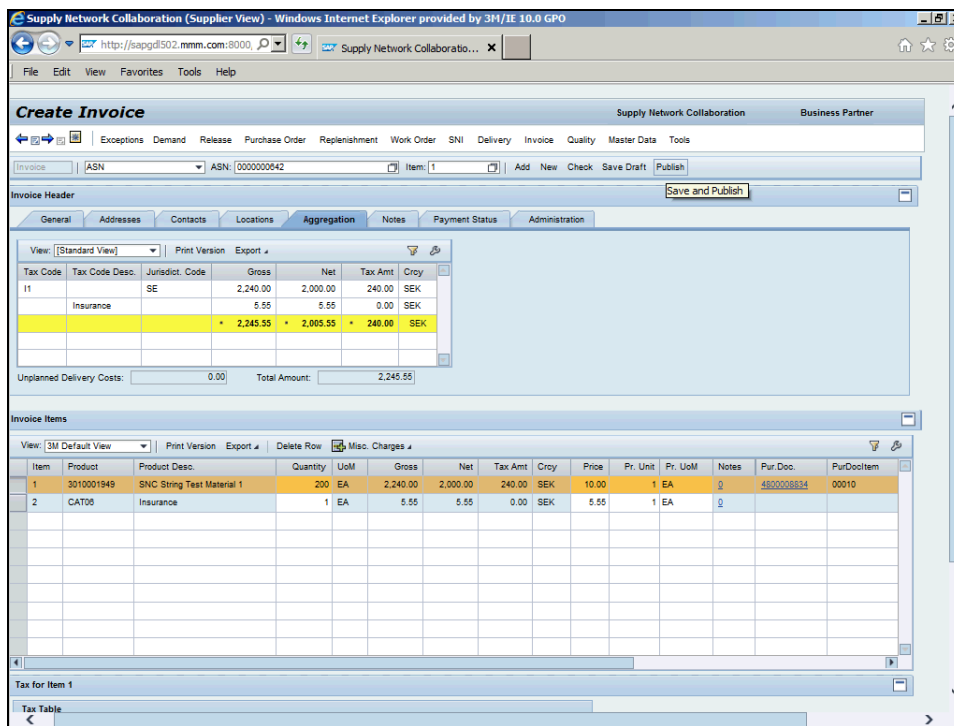 Supply Network Collaboration (Supplier View) - Windows Internet Explorer provided by 3M/IE 10.0 GPO
http://sapgdl502.mmm.com:8000, Supply Network Collaboratio...
File Edit View Favorites Tools Help
Create Invoice Supply Network Collaboration Business Partner
Exceptions Demand Release Purchase Order Replenishment Work Order SNI Delivery Invoice Quality Master Data Tools
Invoice ASN ASN: 0000000642 Item: 1 Add New Check Save Draft Publish
Save and Publish
Invoice Header
General Addresses Contacts Locations Aggregation Notes Payment Status Administration
View: [Standard View] Print Version Export
Tax Code Tax Code Desc. Jurisdict. Code Gross Net Tax Amt Crcy
I1 SE 2,240.00 2,000.00 240.00 SEK
Insurance 5.55 5.55 0.00 SEK
* 2,245.55 * 2,005.55 * 240.00 SEK
Unplanned Delivery Costs: 0.00 Total Amount: 2,245.55
Invoice Items
View: 3M Default View Print Version Export Delete Row Misc. Charges
Item Product Product Desc. Quantity UoM Gross Net Tax Amt Crcy Price Pr. Unit Pr. UoM Notes Pur.Doc. PurDocItem
1 3010001949 SNC String Test Material 1 200 EA 2,240.00 2,000.00 240.00 SEK 10.00 1 EA 0 4800008834 00010
2 CAT06 Insurance 1 EA 5.55 5.55 0.00 SEK 5.55 1 EA 0
Tax for Item 1
Tax Table